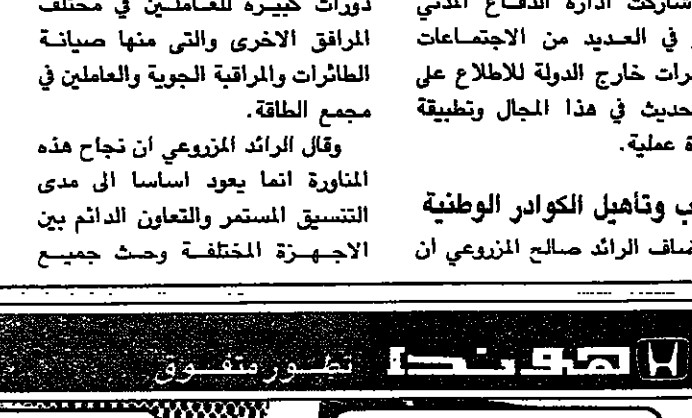 شاركت ادارة الدفاع المدني
في العديد من الاجتماعات
خارج الدولة للاطلاع على
في هذا المجال وتطبيقة
عملية.
وتأهيل الكوادر الوطنية
الرائد صالح المزروعي ان
دورات كبيرة للعاملين في مختلف
المرافق الاخرى والتى منها صيانة
الطائرات والمراقبة الجوية والعاملين في
مجمع الطاقة.
وقال الرائد المزروعي ان نجاح هذه
المناورة انما يعود اساسا الى مدى
التنسيق المستمر والتعاون الدائم بين
الاجهزة المختلفة وحث جميع
هوندا تطور متفوق